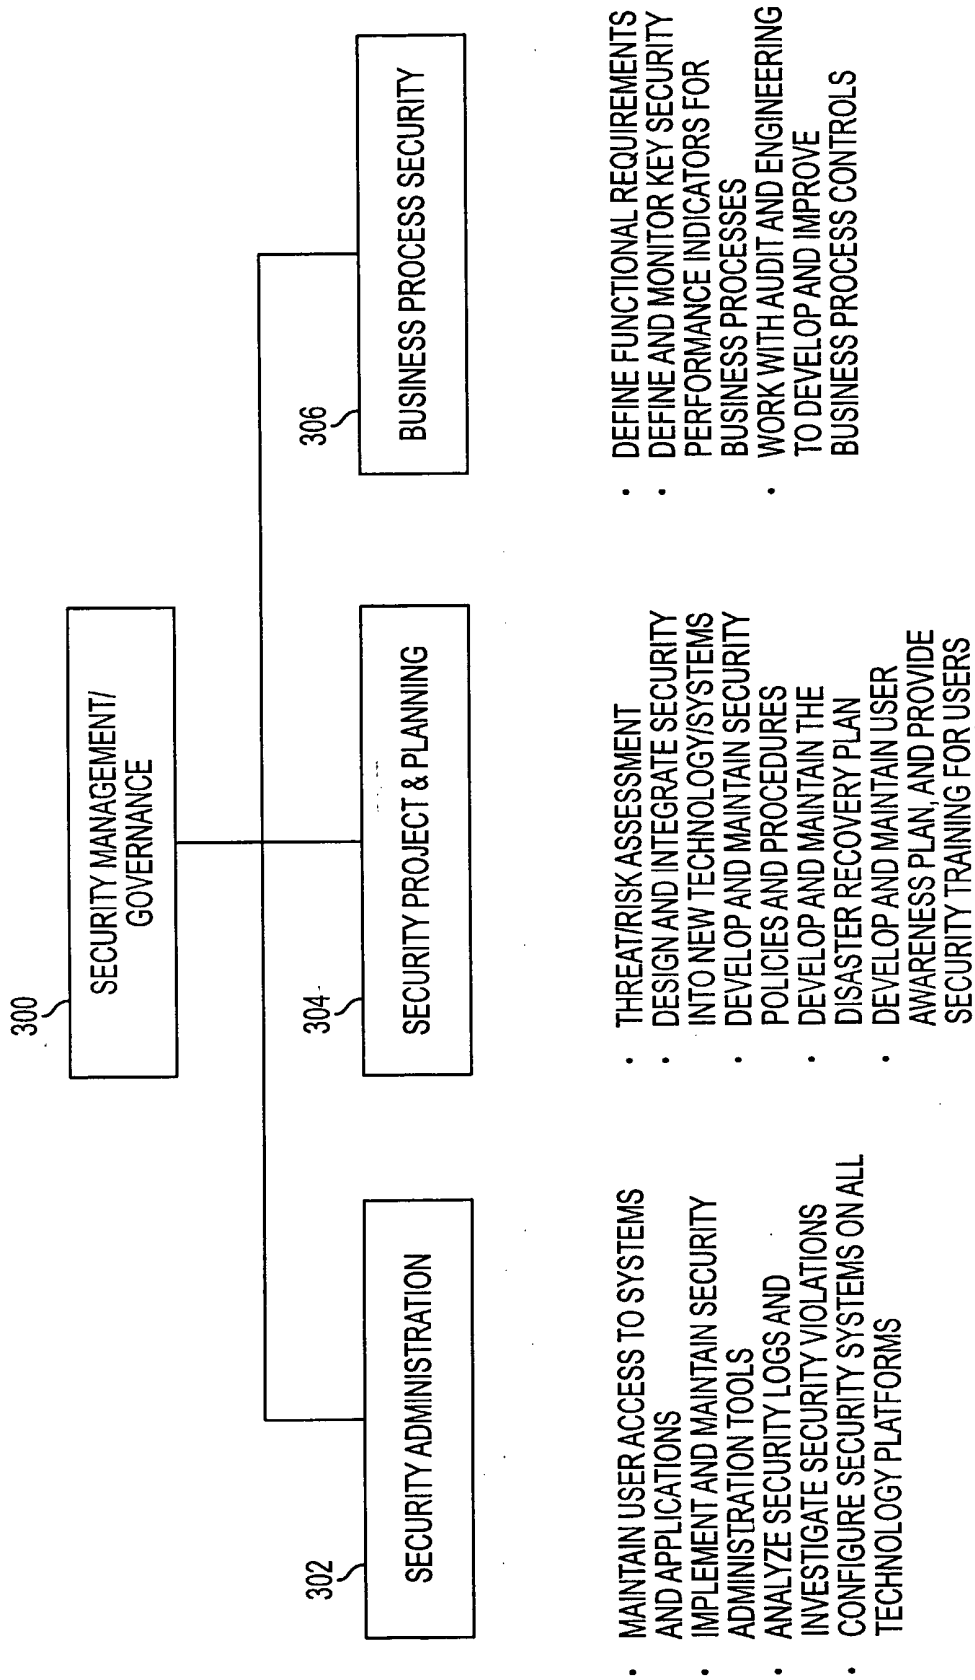 300
SECURITY MANAGEMENT/
GOVERNANCE
302
SECURITY ADMINISTRATION
304
SECURITY PROJECT & PLANNING
306
BUSINESS PROCESS SECURITY
• MAINTAIN USER ACCESS TO SYSTEMS
AND APPLICATIONS
• IMPLEMENT AND MAINTAIN SECURITY
ADMINISTRATION TOOLS
• ANALYZE SECURITY LOGS AND
INVESTIGATE SECURITY VIOLATIONS
• CONFIGURE SECURITY SYSTEMS ON ALL
TECHNOLOGY PLATFORMS
• THREAT/RISK ASSESSMENT
• DESIGN AND INTEGRATE SECURITY
INTO NEW TECHNOLOGY/SYSTEMS
• DEVELOP AND MAINTAIN SECURITY
POLICIES AND PROCEDURES
• DEVELOP AND MAINTAIN THE
DISASTER RECOVERY PLAN
• DEVELOP AND MAINTAIN USER
AWARENESS PLAN, AND PROVIDE
SECURITY TRAINING FOR USERS
• DEFINE FUNCTIONAL REQUIREMENTS
• DEFINE AND MONITOR KEY SECURITY
PERFORMANCE INDICATORS FOR
BUSINESS PROCESSES
• WORK WITH AUDIT AND ENGINEERING
TO DEVELOP AND IMPROVE
BUSINESS PROCESS CONTROLS